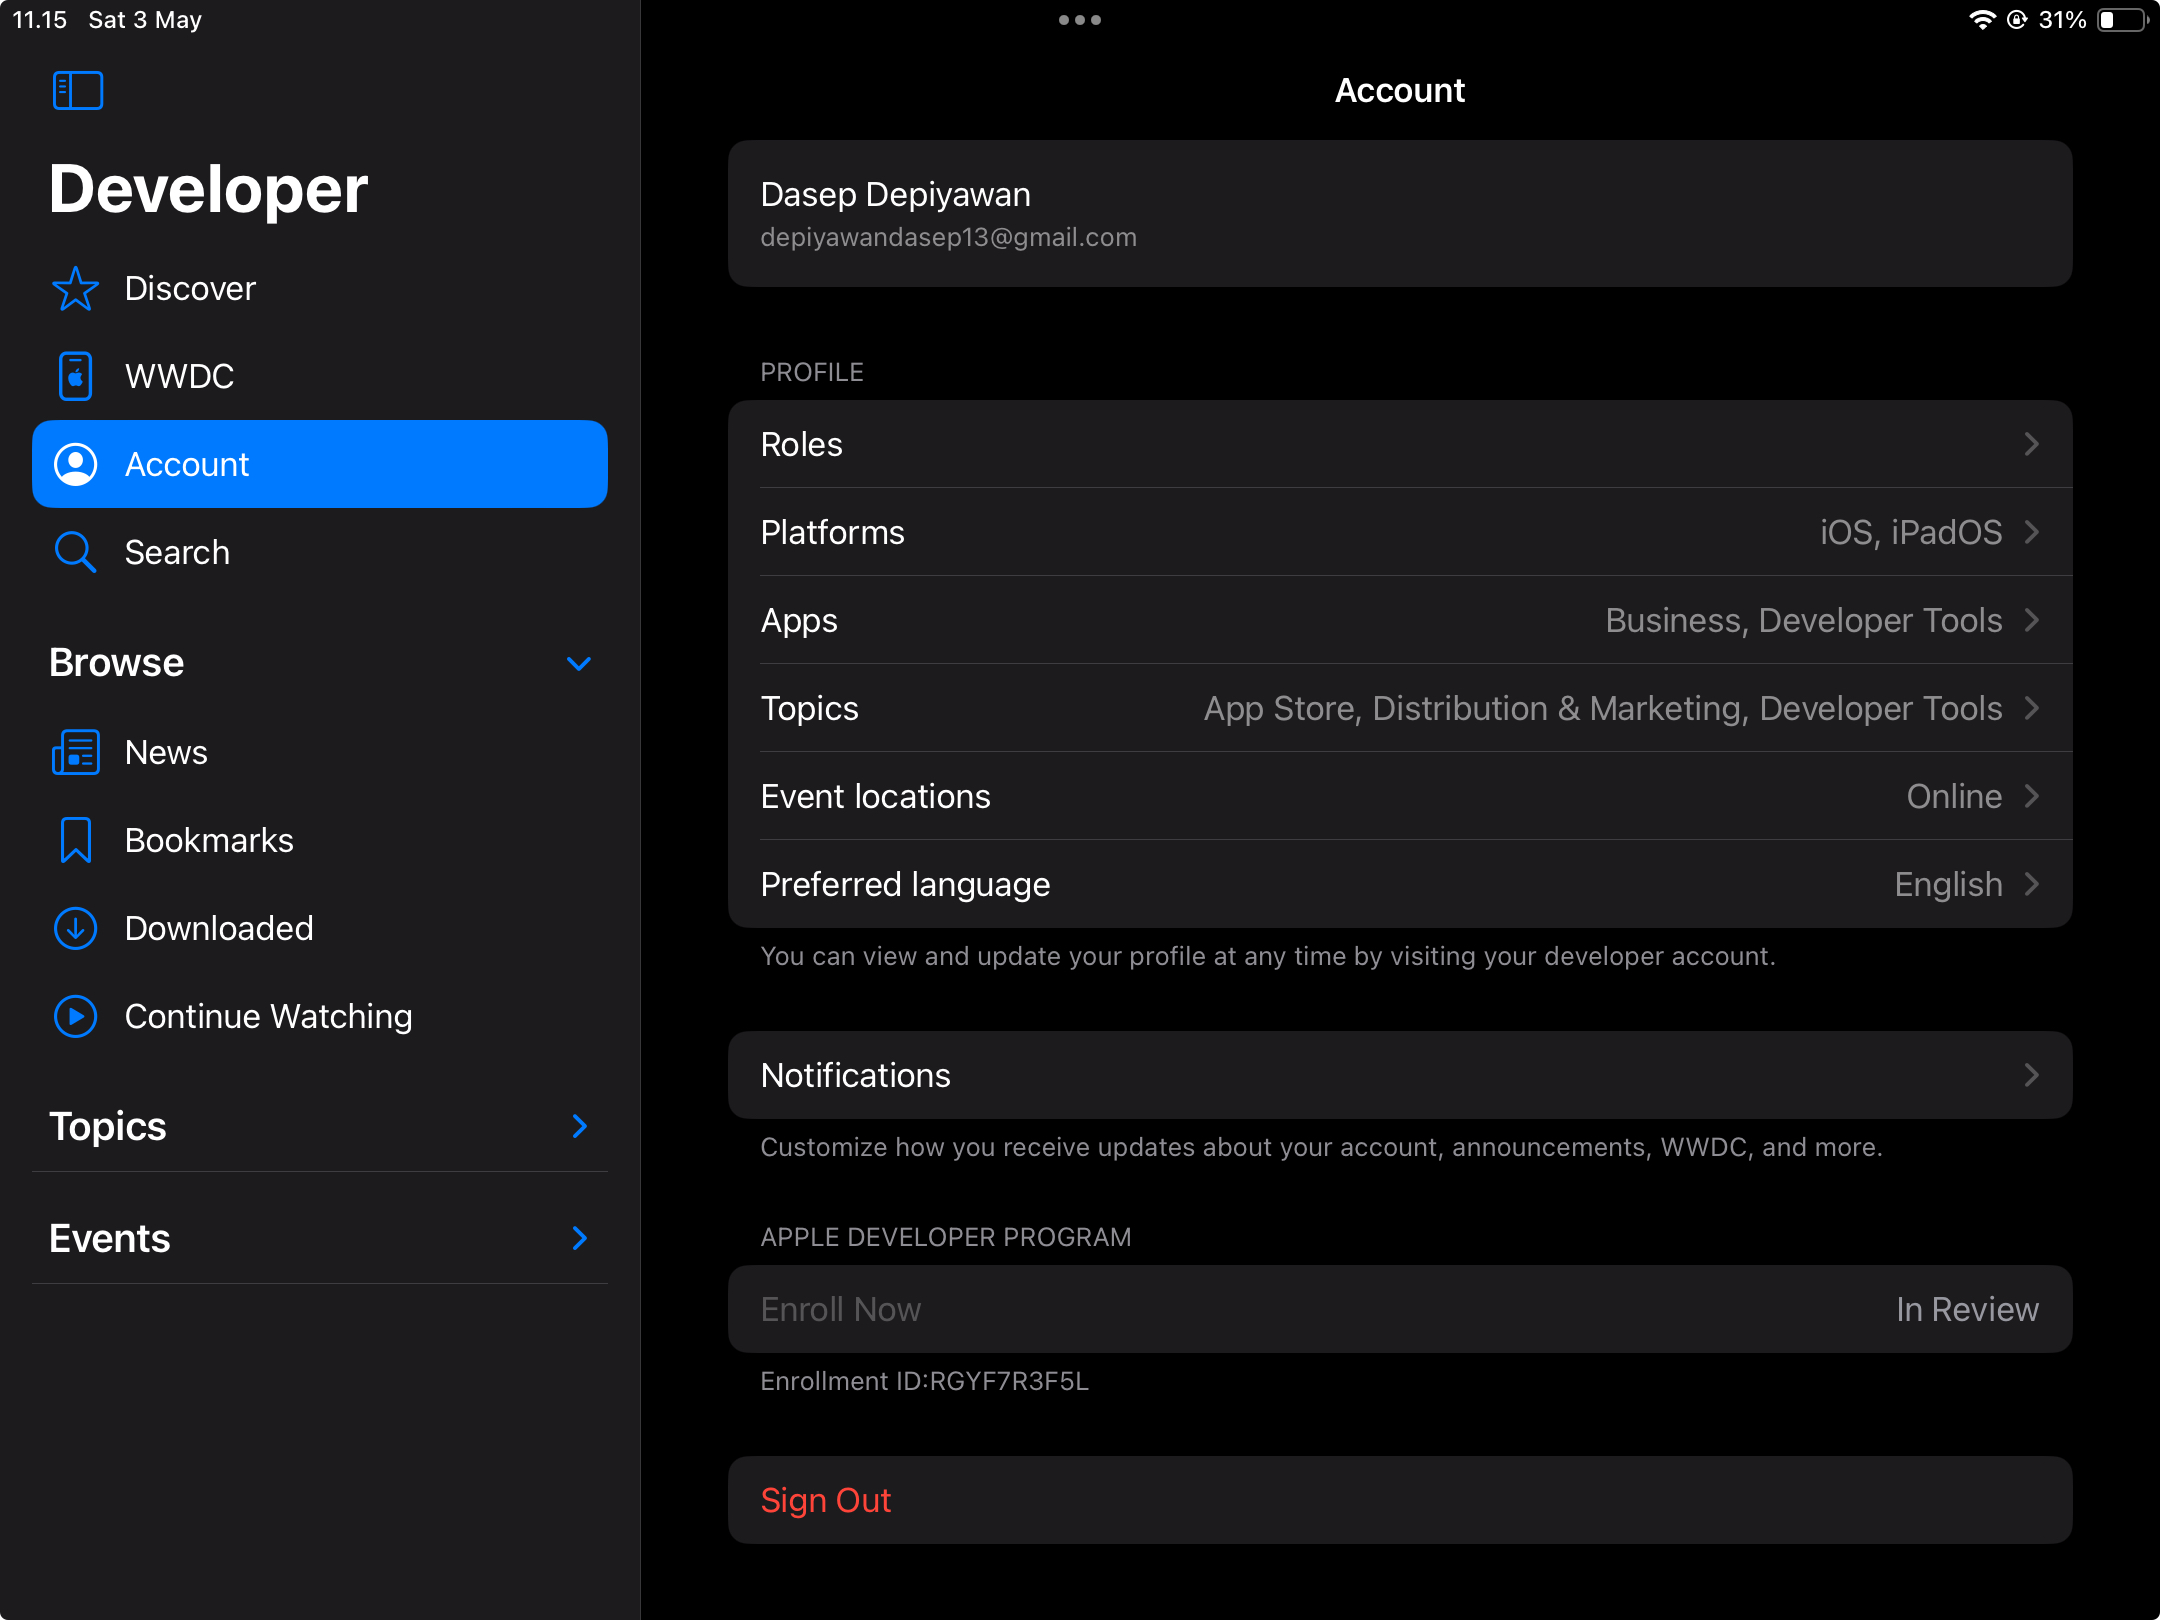 11.15 Sat 3 May
31%
Developer
Discover
WWDC
Account
Search
Browse
News
Bookmarks
Downloaded
Continue Watching
Topics
Events
Account
Dasep Depiyawan
depiyawandasep13@gmail.com
PROFILE
Roles
Platforms iOS, iPadOS
Apps Business, Developer Tools
Topics App Store, Distribution & Marketing, Developer Tools
Event locations Online
Preferred language English
You can view and update your profile at any time by visiting your developer account.
Notifications
Customize how you receive updates about your account, announcements, WWDC, and more.
APPLE DEVELOPER PROGRAM
Enroll Now In Review
Enrollment ID:RGYF7R3F5L
Sign Out